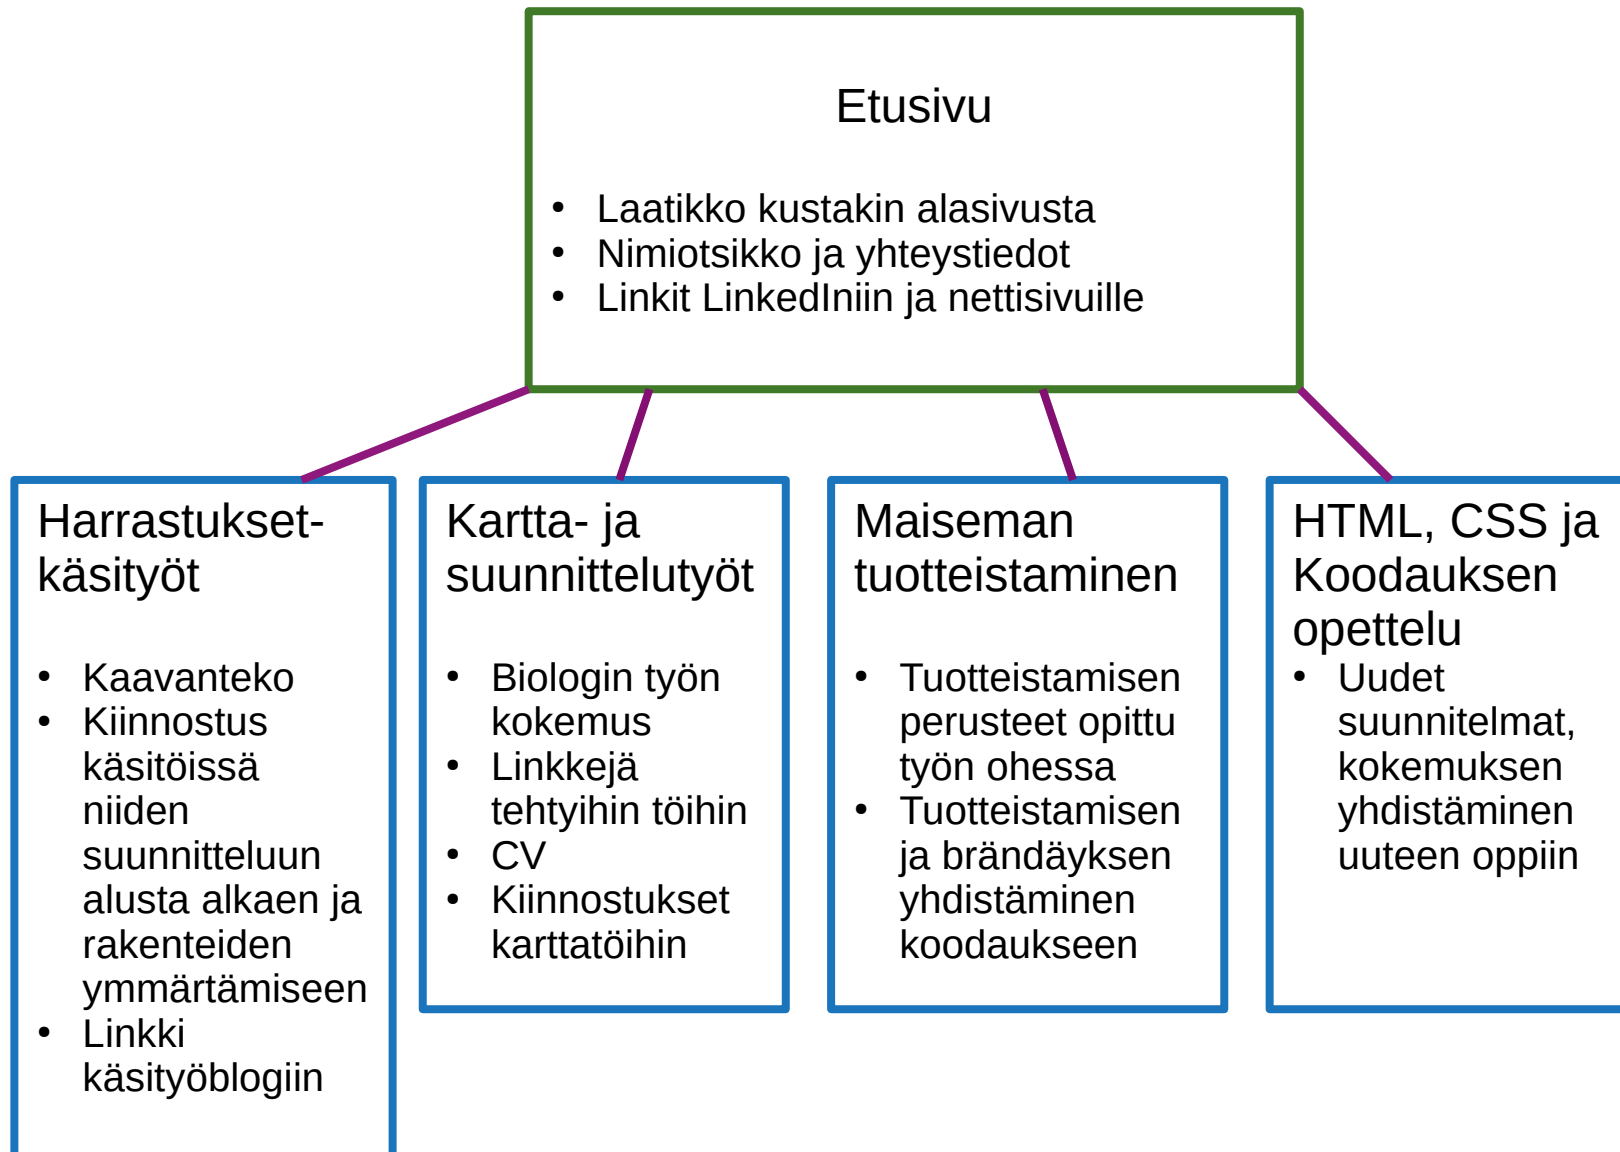 Etusivu
• Laatikko kustakin alasivusta
• Nimiotsikko ja yhteystiedot
• Linkit LinkedIniin ja nettisivuille
Harrastukset-
käsityöt
• Kaavanteko
• Kiinnostus
käsitöissä
niiden
suunnitteluun
alusta alkaen ja
rakenteiden
ymmärtämiseen
• Linkki
käsityöblogiin
Kartta- ja
suunnittelutyöt
• Biologin työn
kokemus
• Linkkejä
tehtyihin töihin
• CV
• Kiinnostukset
karttatöihin
Maiseman
tuotteistaminen
• Tuotteistamisen
perusteet opittu
työn ohessa
• Tuotteistamisen
ja brändäyksen
yhdistäminen
koodaukseen
HTML, CSS ja
Koodauksen
opettelu
• Uudet
suunnitelmat,
kokemuksen
yhdistäminen
uuteen oppiin